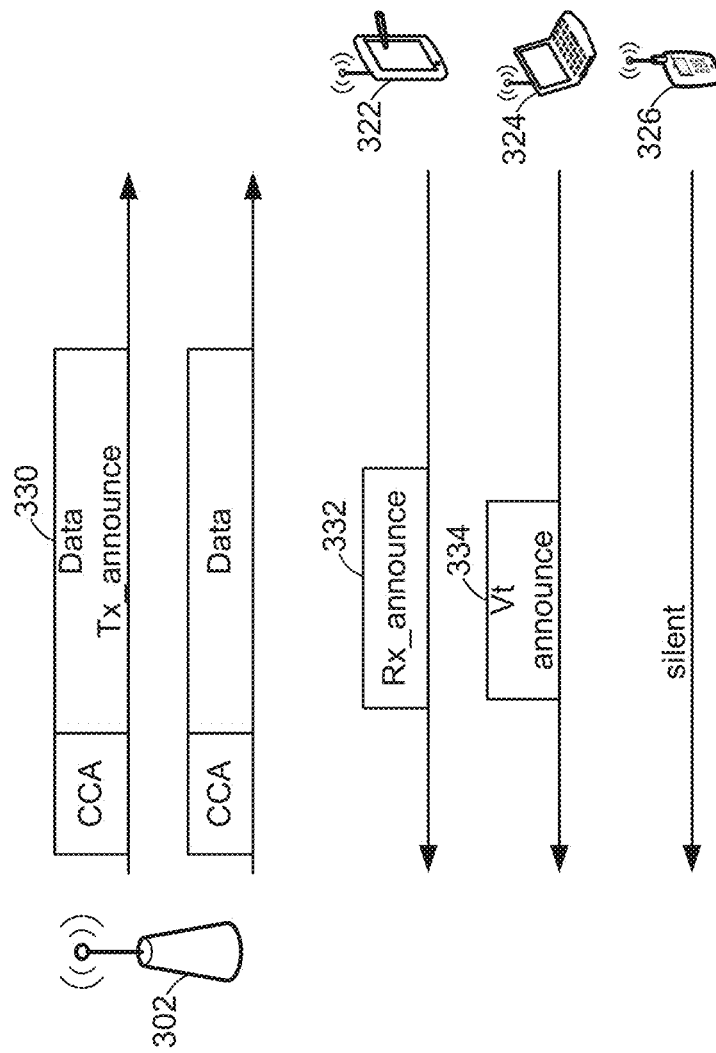 330
CCA
Data
Tx_announce
302
CCA
Data
332
322
Rx_announce
334
Vt
announce
324
326
silent